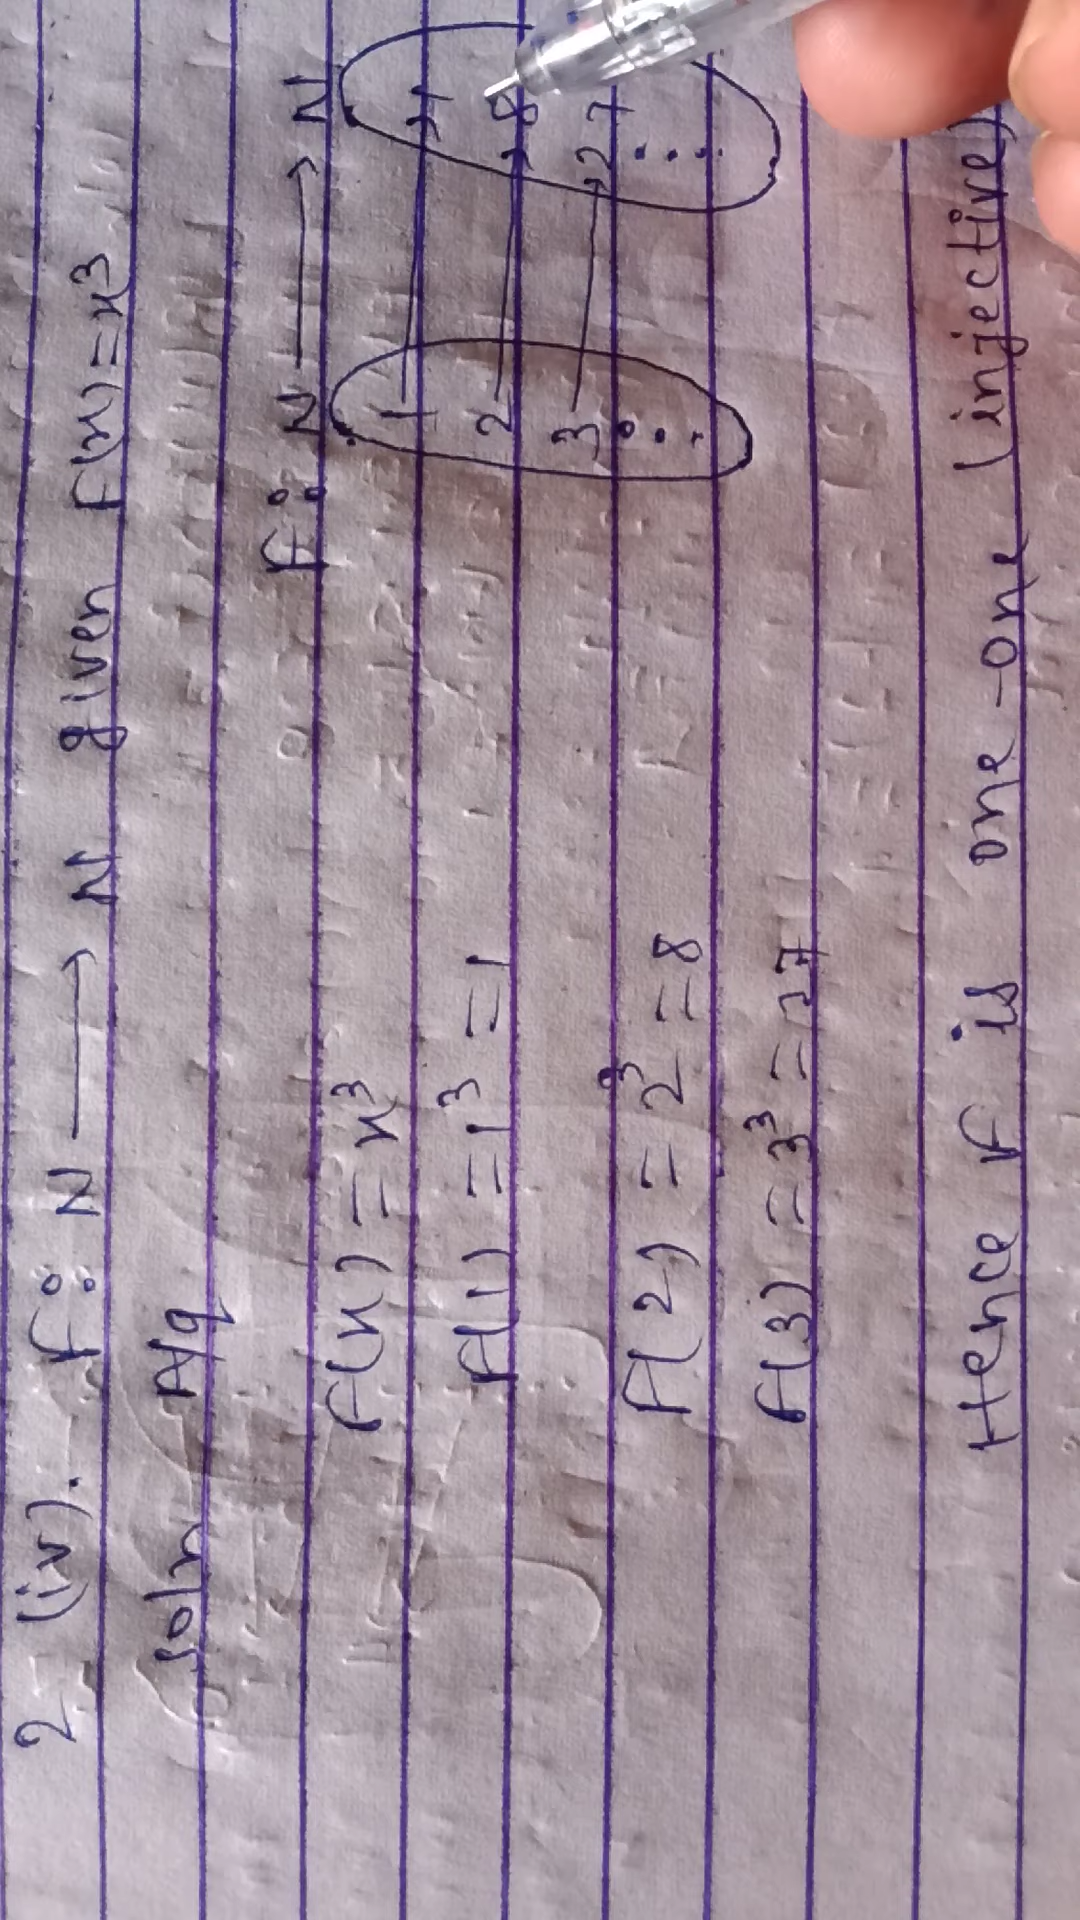 2 (iv). f: N → N given f(x)=x³
soln A/q
f: N → N
f(x) = x³
1 → 1
f(1) = 1³ = 1
2 → 8
3 → 27
f(2) = 2³ = 8
f(3) = 3³ = 27
Hence f is one-one (injective)